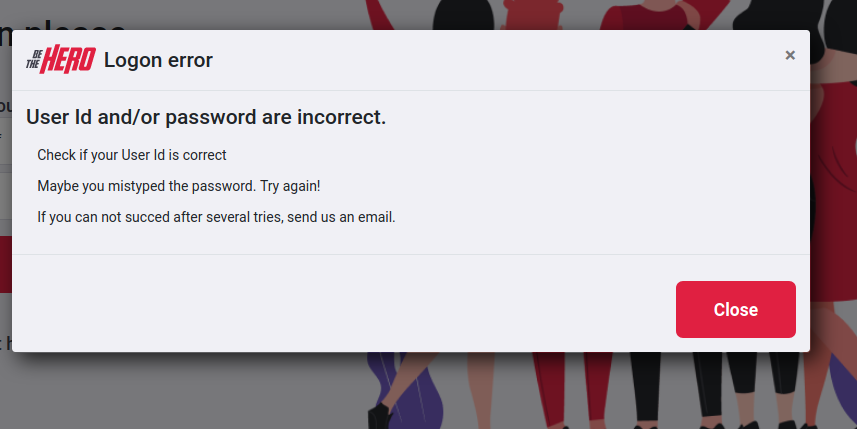 n please
BE THE HERO Logon error
×
User Id and/or password are incorrect.
Check if your User Id is correct
Maybe you mistyped the password. Try again!
If you can not succed after several tries, send us an email.
Close